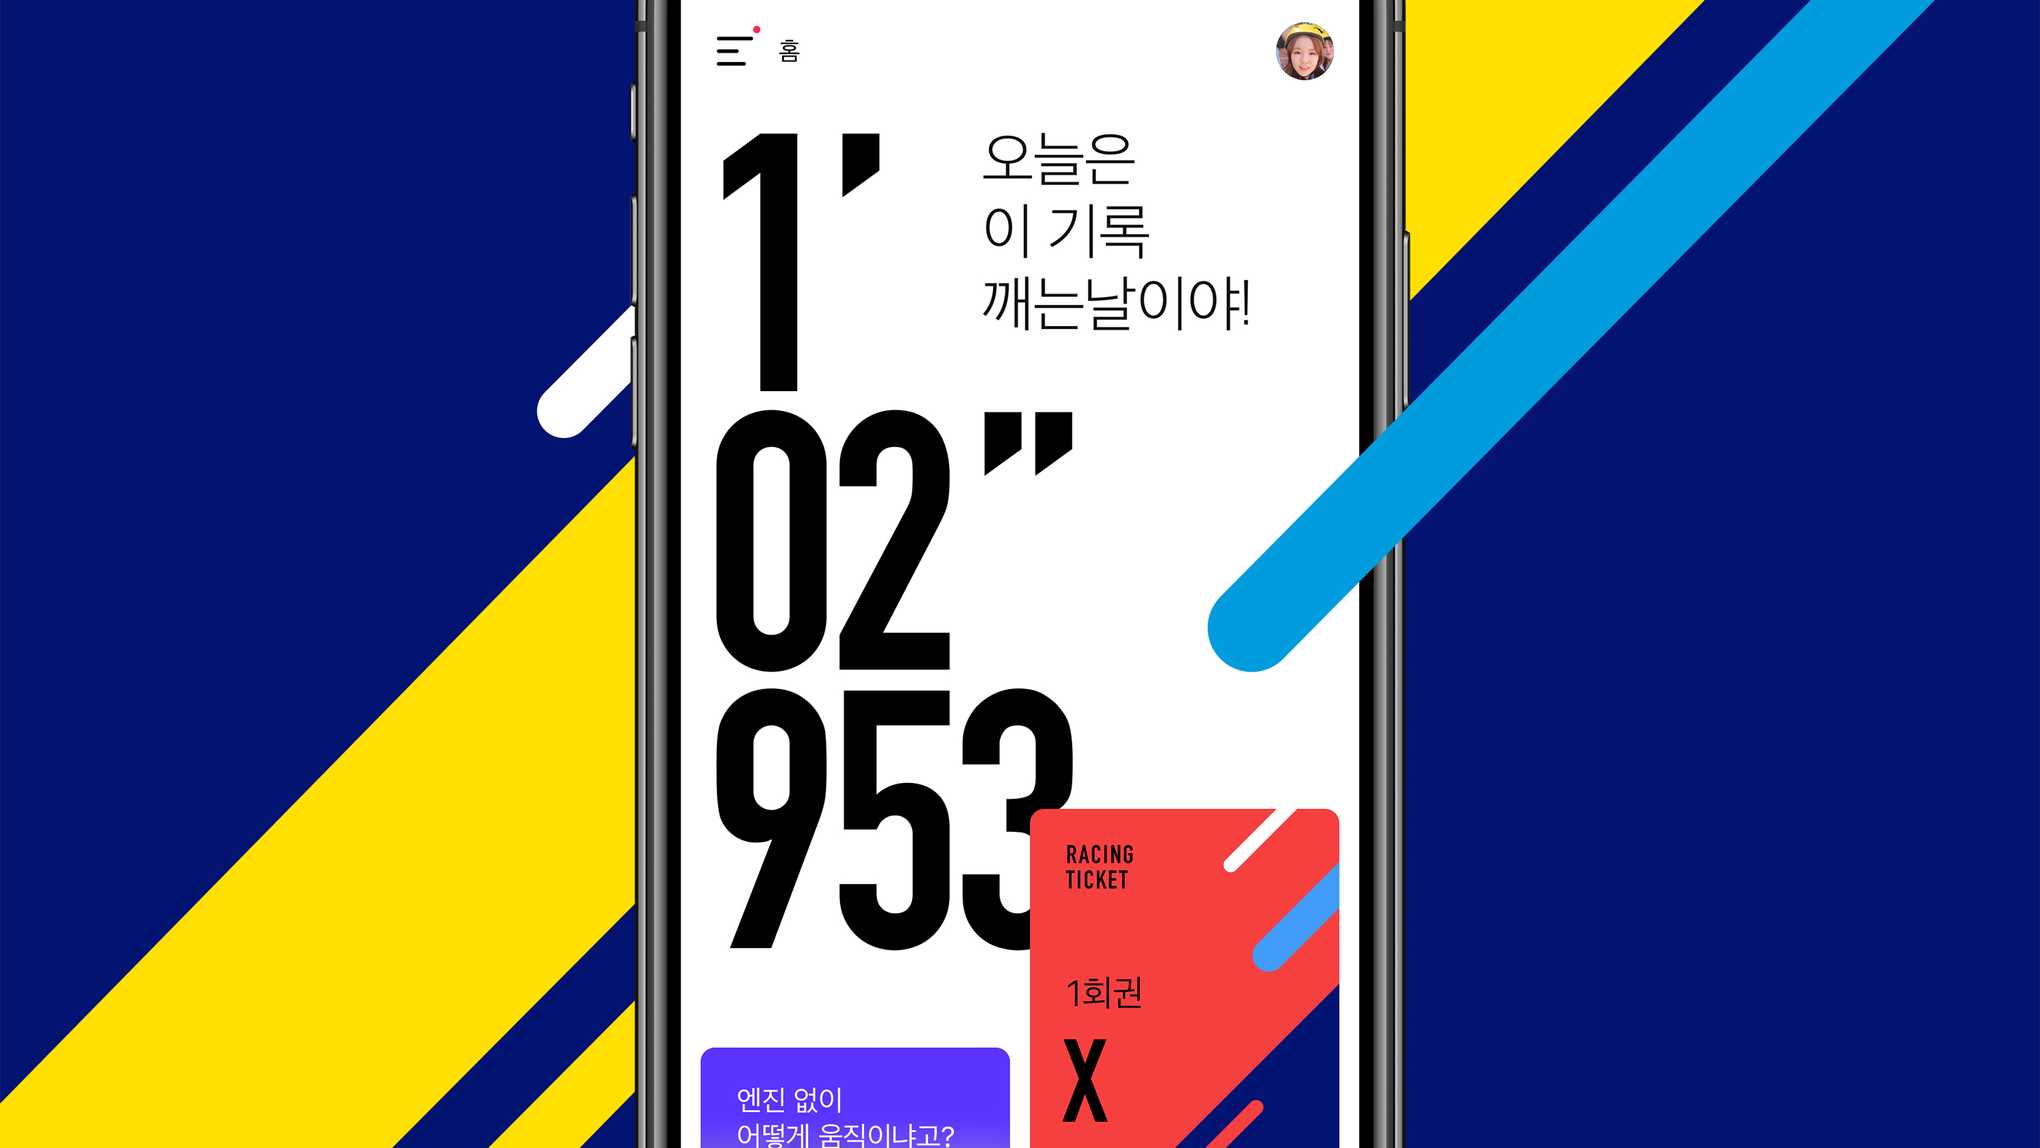 홈
1’
오늘은
이 기록
깨는날이야!
02”
953
RACING
TICKET
1회권
X
엔진 없이
어떻게 움직이냐고?